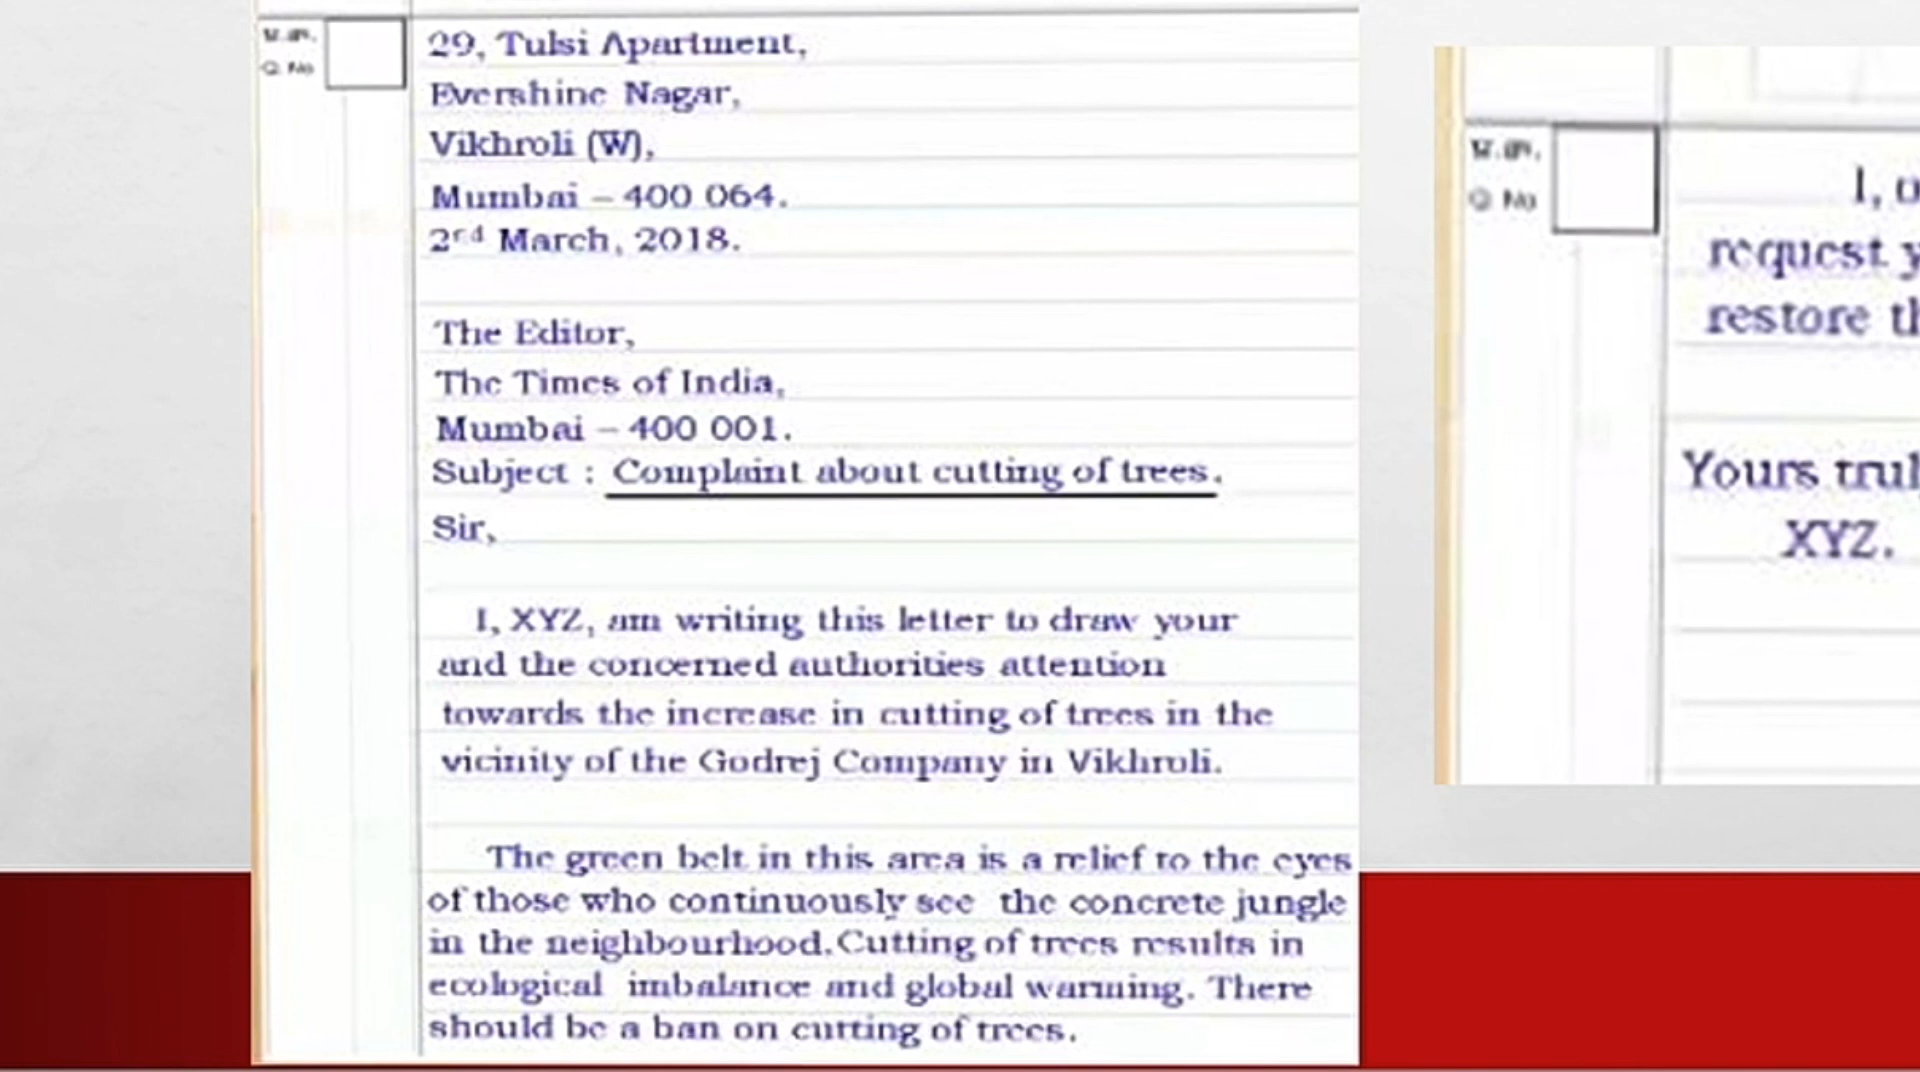 Q. No
29, Tulsi Apartment,
Evershine Nagar,
Vikhroli (W),
Mumbai – 400 064.
2rd March, 2018.
The Editor,
The Times of India,
Mumbai – 400 001.
Subject : Complaint about cutting of trees.
Sir,
I, XYZ, am writing this letter to draw your
and the concerned authorities attention
towards the increase in cutting of trees in the
vicinity of the Godrej Company in Vikhroli.
The green belt in this area is a relief to the eyes
of those who continuously see the concrete jungle
in the neighbourhood.Cutting of trees results in
ecological imbalance and global warming. There
should be a ban on cutting of trees.
Q No
I, o
request y
restore th
Yours trul
XYZ.